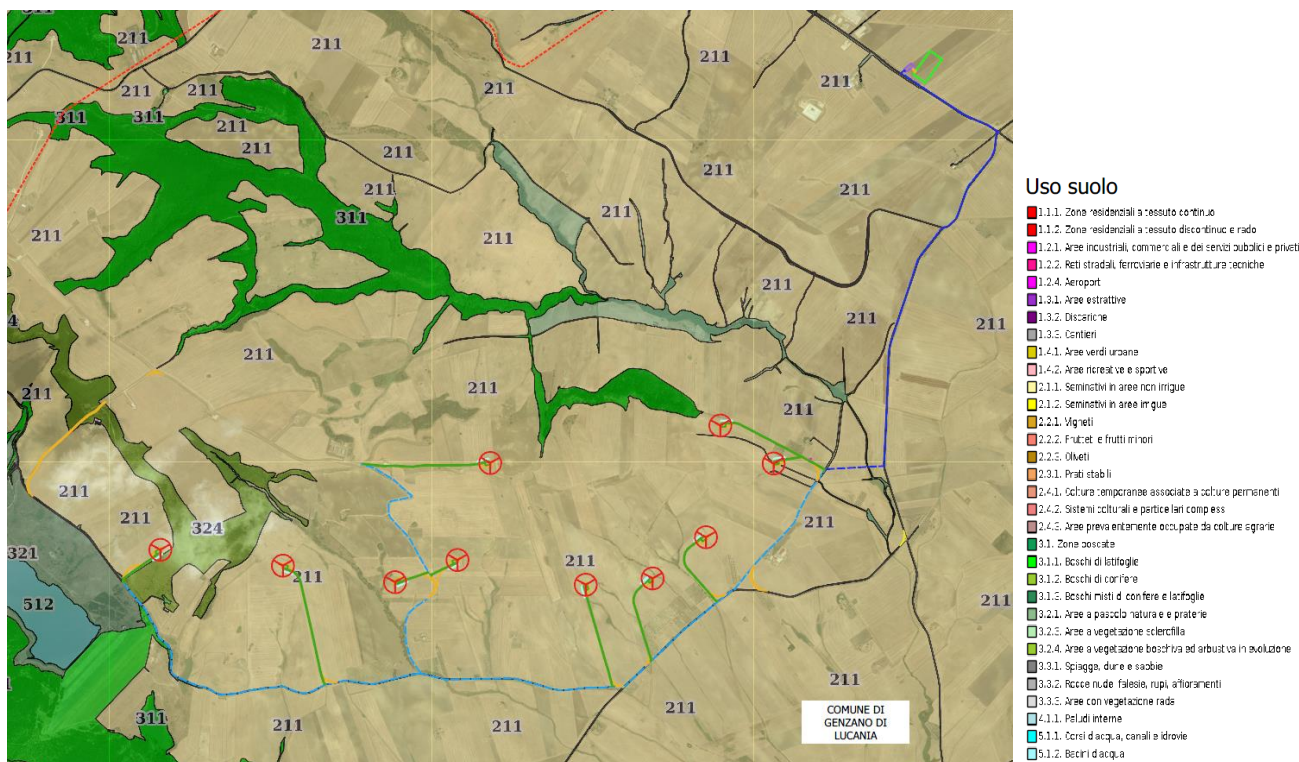 311
211
211
211
211
211
211
211
211
311
311
211
211
211
211
211
211
311
211
211
211
211
4
211
211
211
211
211
211
211
324
211
321
211
211
512
211
211
1
311
211
211
211
COMUNE DI
GENZANO DI
LUCANIA
Uso suolo
1.1.1. Zone residenziali a tessuto continuo
1.1.2. Zone residenziali a tessuto discontinuo e rado
1.2.1. Aree industriali, commerciali e dei servizi pubblici e privati
1.2.2. Reti stradali, ferroviarie e infrastrutture tecniche
1.2.4. Aeroport
1.3.1. Aree estrattive
1.3.2. Discariche
1.3.3. Cantieri
1.4.1. Aree verdi urbane
1.4.2. Aree ricreative e sportive
2.1.1. Seminativi in aree non irrigue
2.1.2. Seminativi in aree irrigue
2.2.1. Vigneti
2.2.2. Frutteti e frutti minori
2.2.3. Oliveti
2.3.1. Prati stabili
2.4.1. Colture temporanee associate a colture permanenti
2.4.2. Sistemi colturali e particellari complessi
2.4.3. Aree prevalentemente occupate da colture agrarie
3.1. Zone boscate
3.1.1. Boschi di latifoglie
3.1.2. Boschi di conifere
3.1.3. Boschi misti di conifere e latifoglie
3.2.1. Aree a pascolo naturale e praterie
3.2.3. Aree a vegetazione sclerofilla
3.2.4. Aree a vegetazione boschiva ed arbustiva in evoluzione
3.3.1. Spiagge, dune e sabbie
3.3.2. Rocce nude, falesie, rupi, affioramenti
3.3.3. Aree con vegetazione rada
4.1.1. Paludi interne
5.1.1. Corsi d'acqua, canali e idrovie
5.1.2. Bacini d'acqua